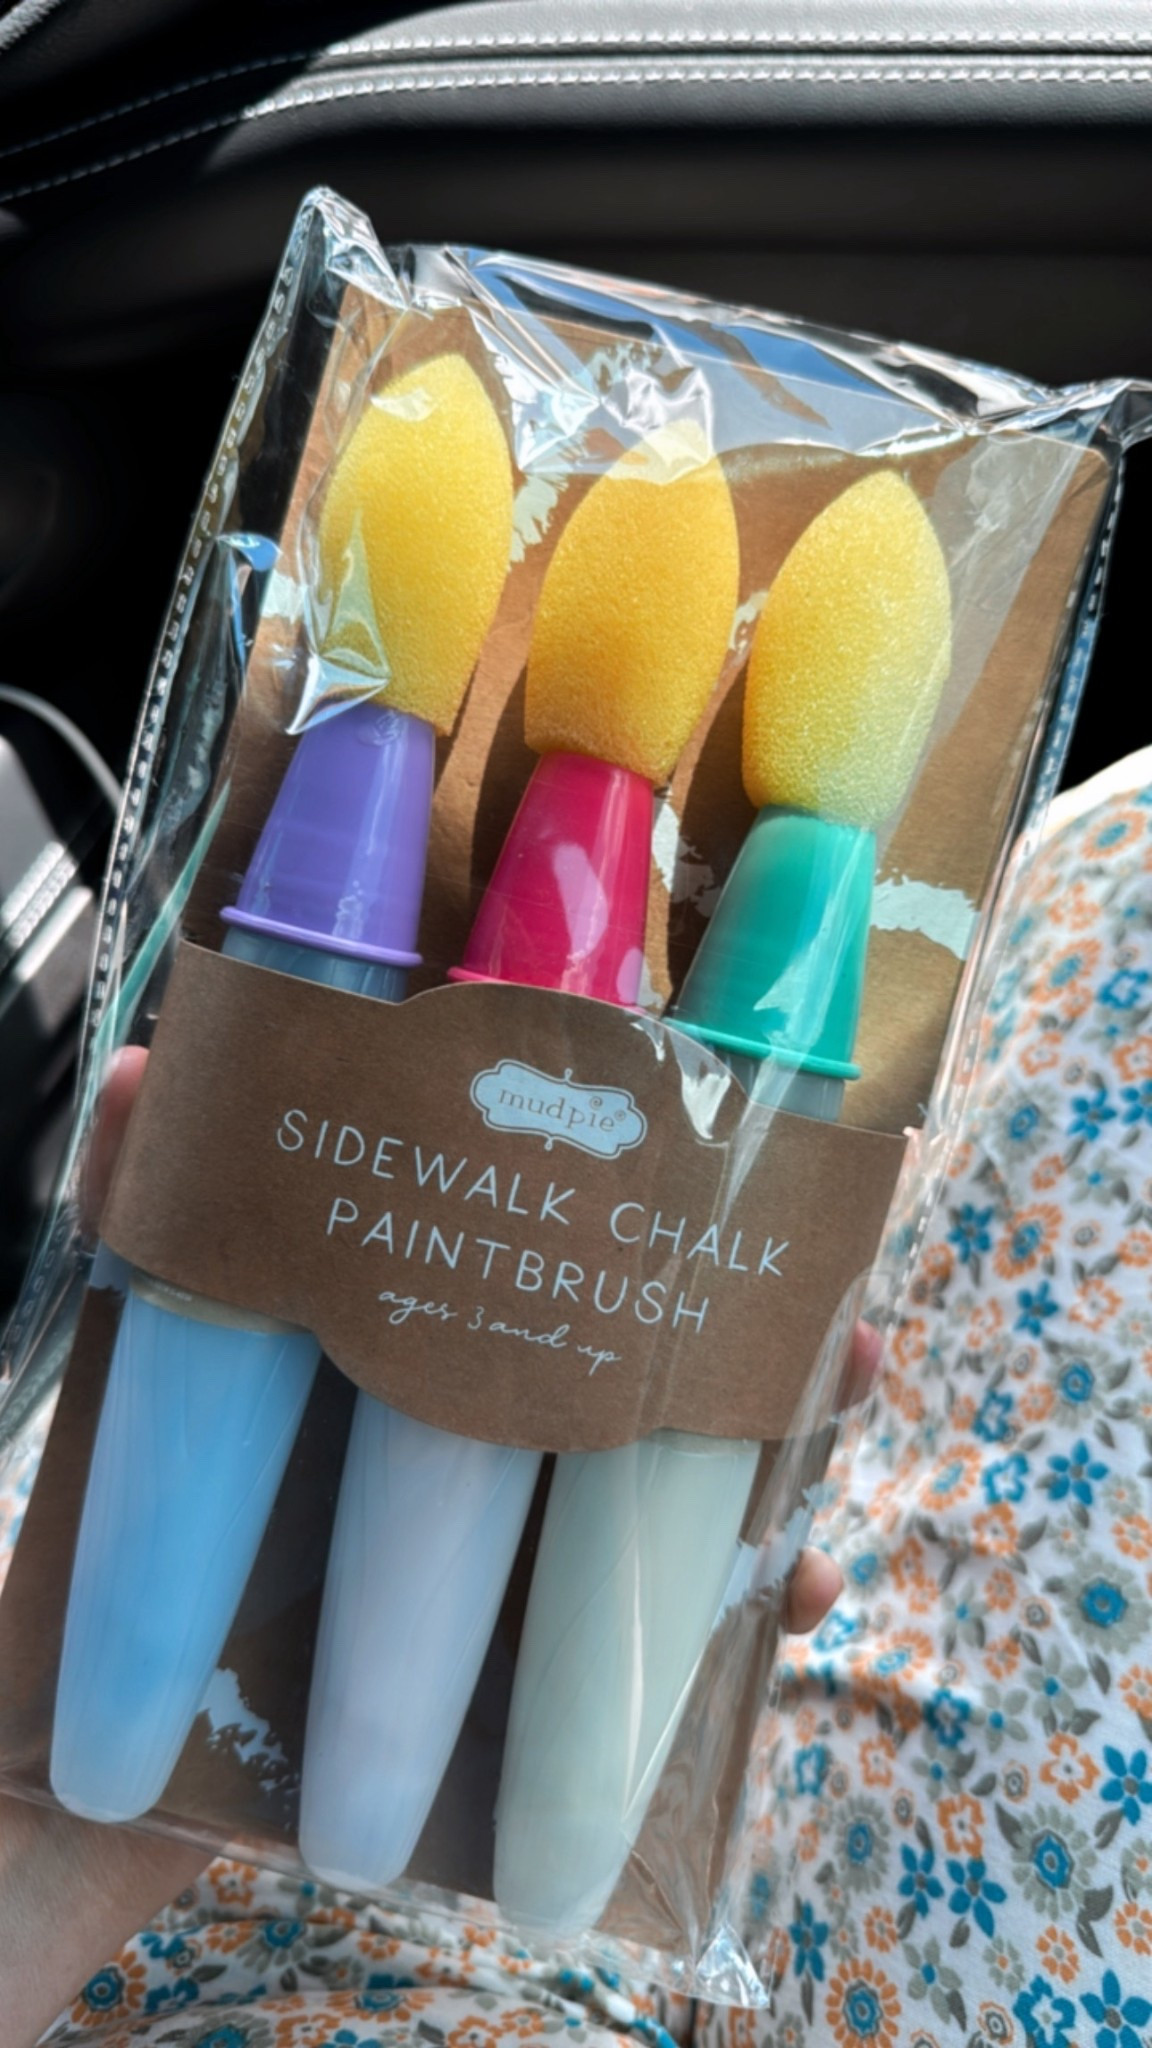 mudpie®
SIDEWALK CHALK
PAINTBRUSH
ages 3 and up